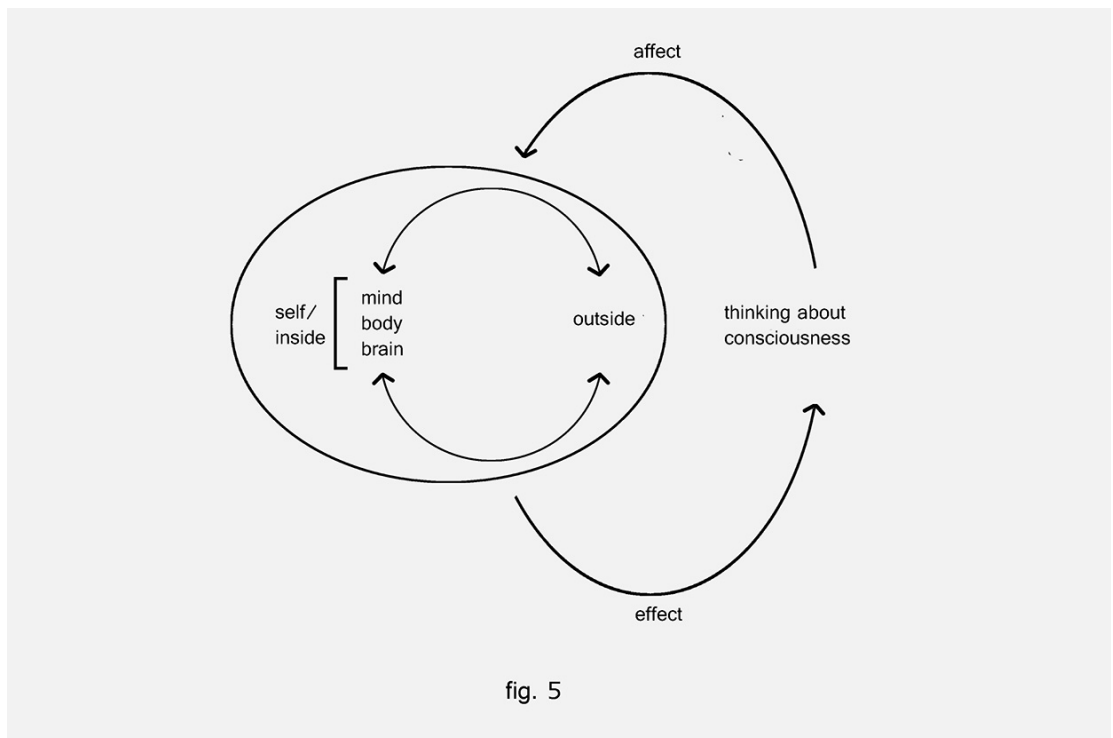 affect
self/
inside
mind
body
brain
outside
thinking about
consciousness
effect
fig. 5